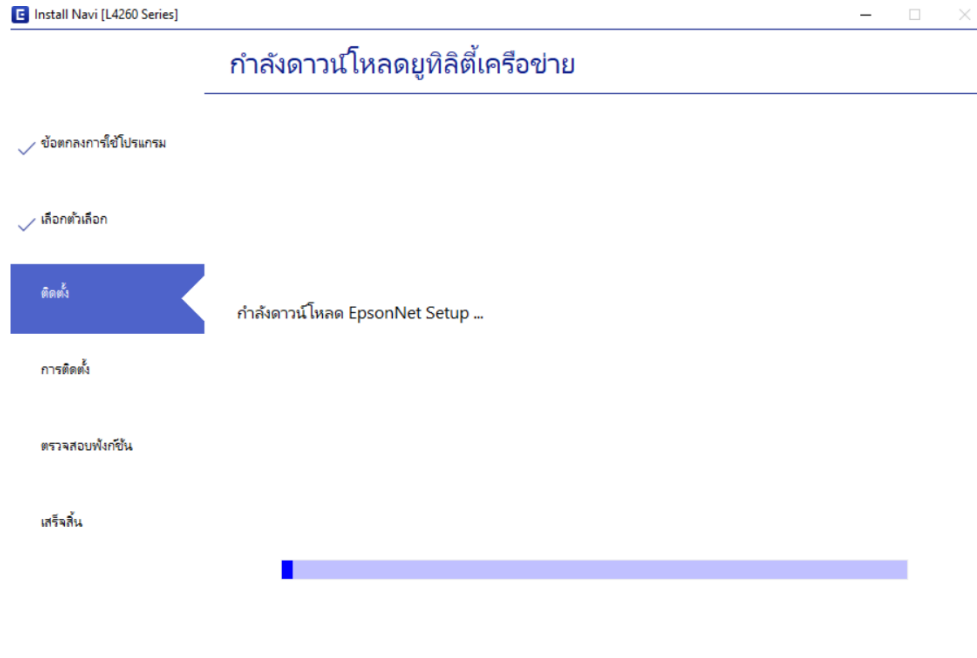 Install Navi [L4260 Series]
กำลังดาวน์โหลดยูทิลิตี้เครือข่าย
ข้อตกลงการใช้โปรแกรม
เลือกตัวเลือก
ติดตั้ง
กำลังดาวน์โหลด EpsonNet Setup ...
การติดตั้ง
ตรวจสอบฟังก์ชัน
เสร็จสิ้น